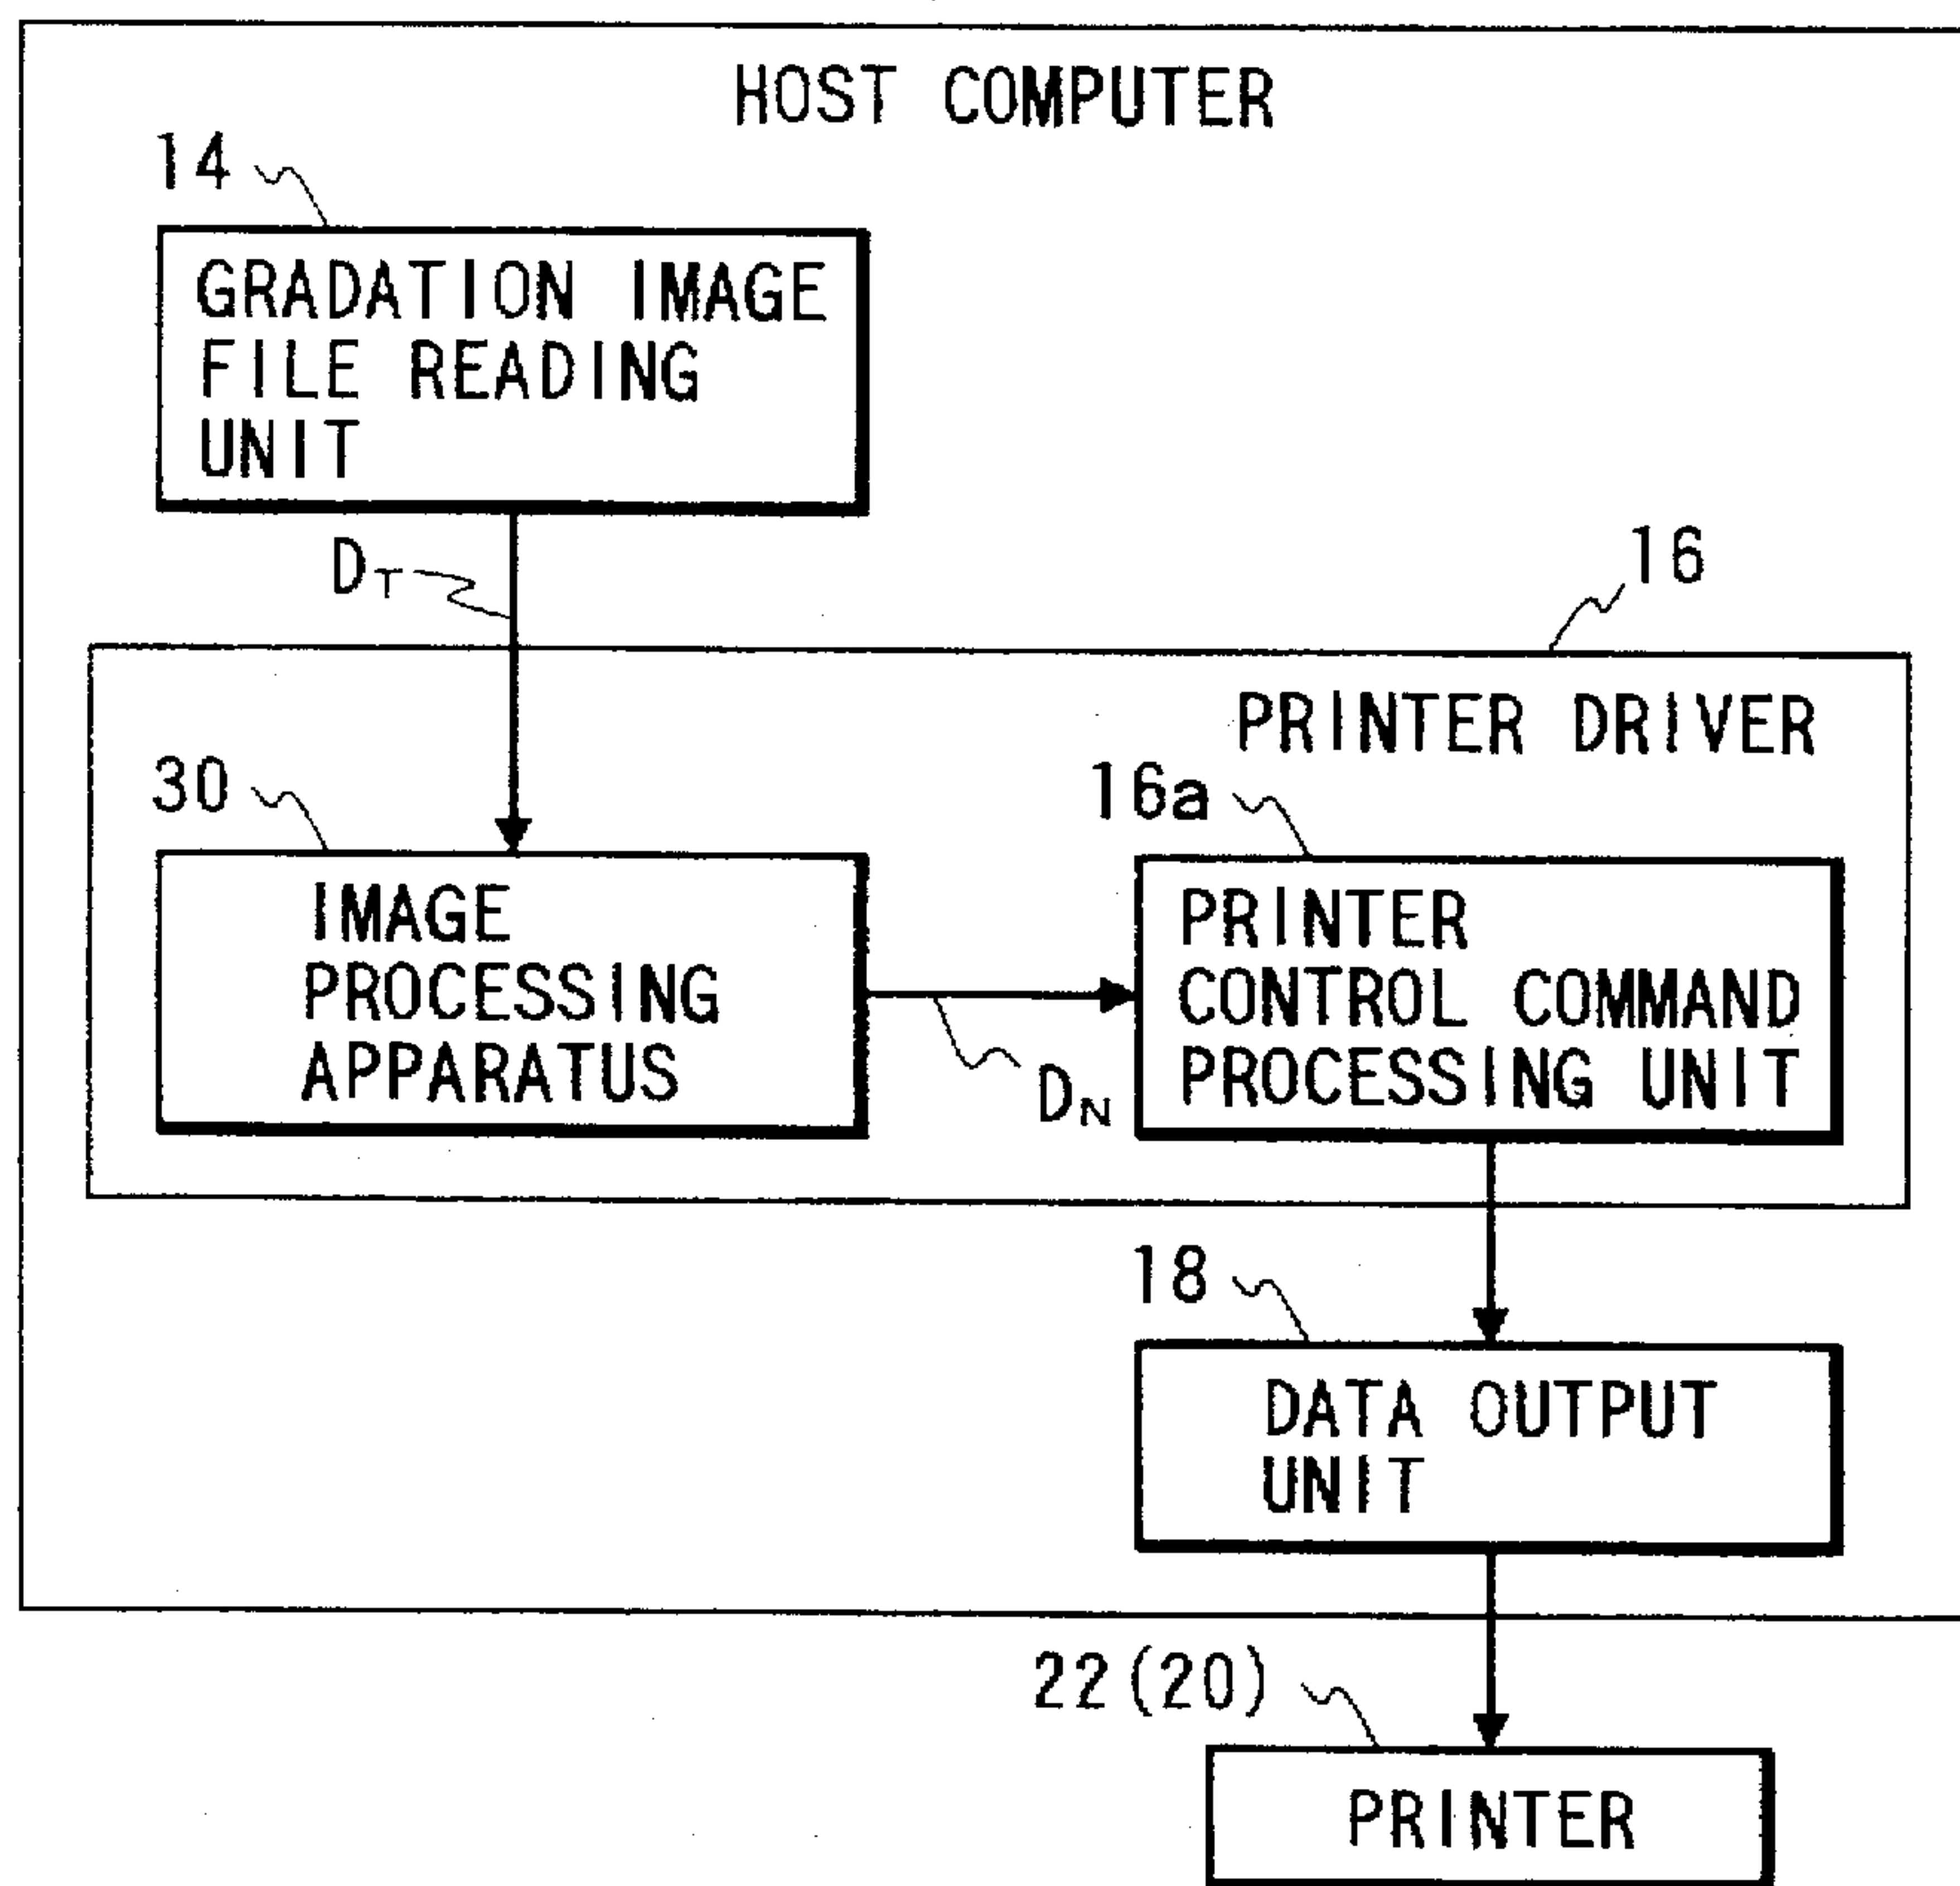 HOST COMPUTER
14
GRADATION IMAGE
FILE READING
UNIT
DT
16
PRINTER DRIVER
30
16a
IMAGE
PROCESSING
APPARATUS
DN
PRINTER
CONTROL COMMAND
PROCESSING UNIT
18
DATA OUTPUT
UNIT
22(20)
PRINTER